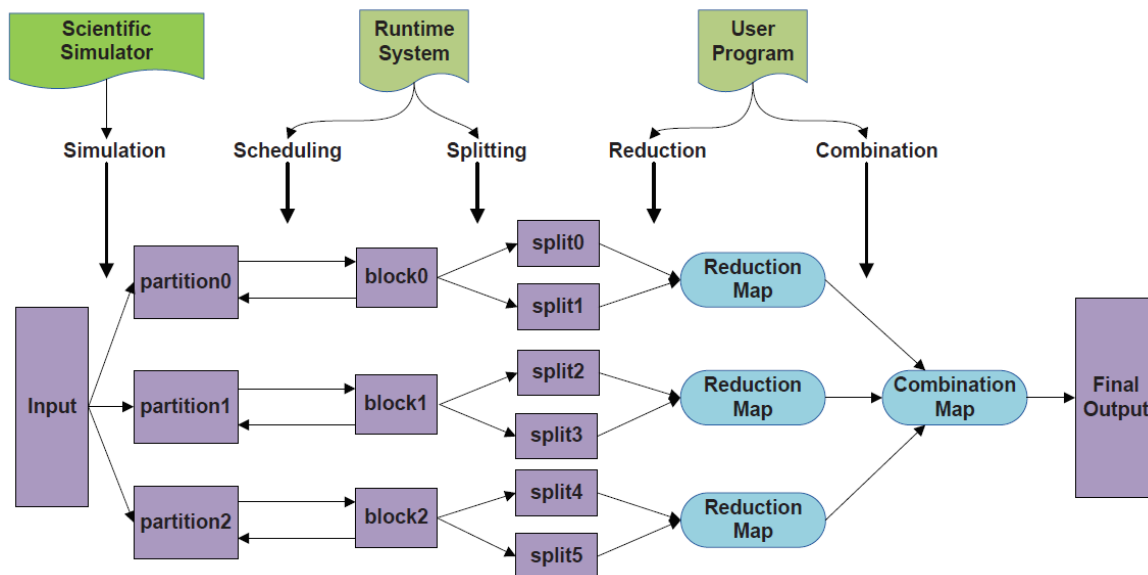 Scientific
Simulator
Runtime
System
User
Program
Simulation
Scheduling
Splitting
Reduction
Combination
Input
partition0
block0
split0
split1
Reduction
Map
partition1
block1
split2
split3
Reduction
Map
partition2
block2
split4
split5
Reduction
Map
Combination
Map
Final
Output